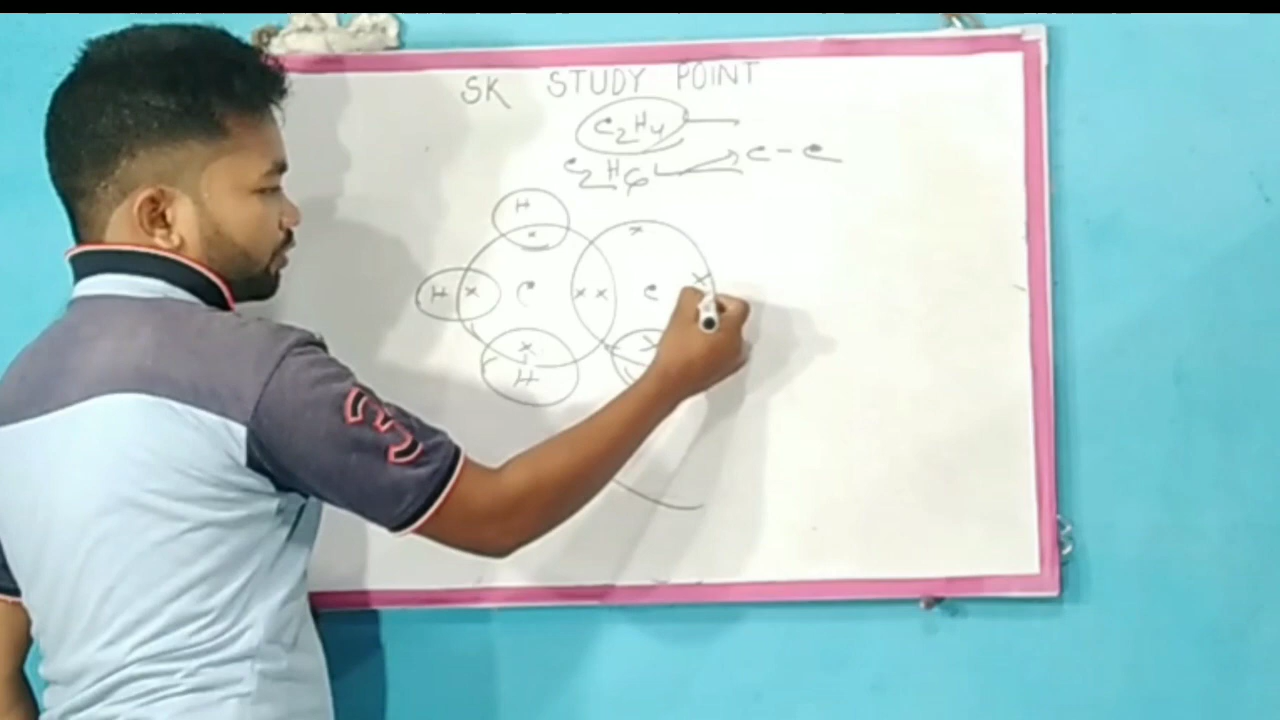 SK STUDY POINT
C2H4
C2H6 → C-C
H
H × C × × C ×
×
× ×
H